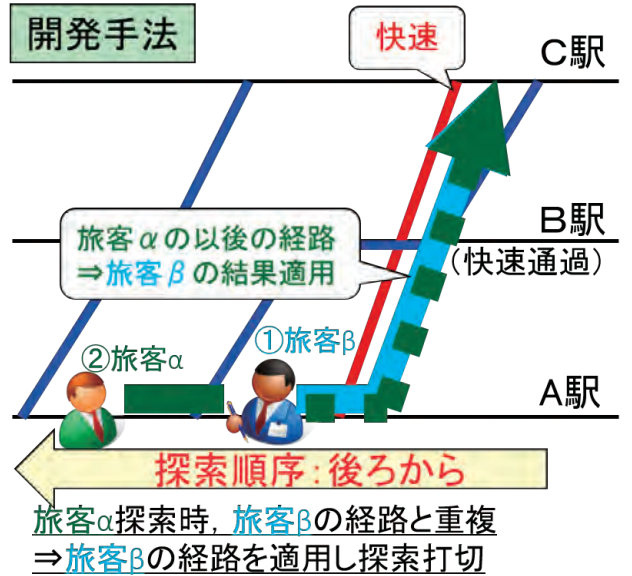 開発手法
快速
C駅
旅客αの以後の経路
⇒旅客βの結果適用
B駅
(快速通過)
①旅客β
②旅客α
A駅
探索順序:後ろから
旅客α探索時，旅客βの経路と重複
⇒旅客βの経路を適用し探索打切